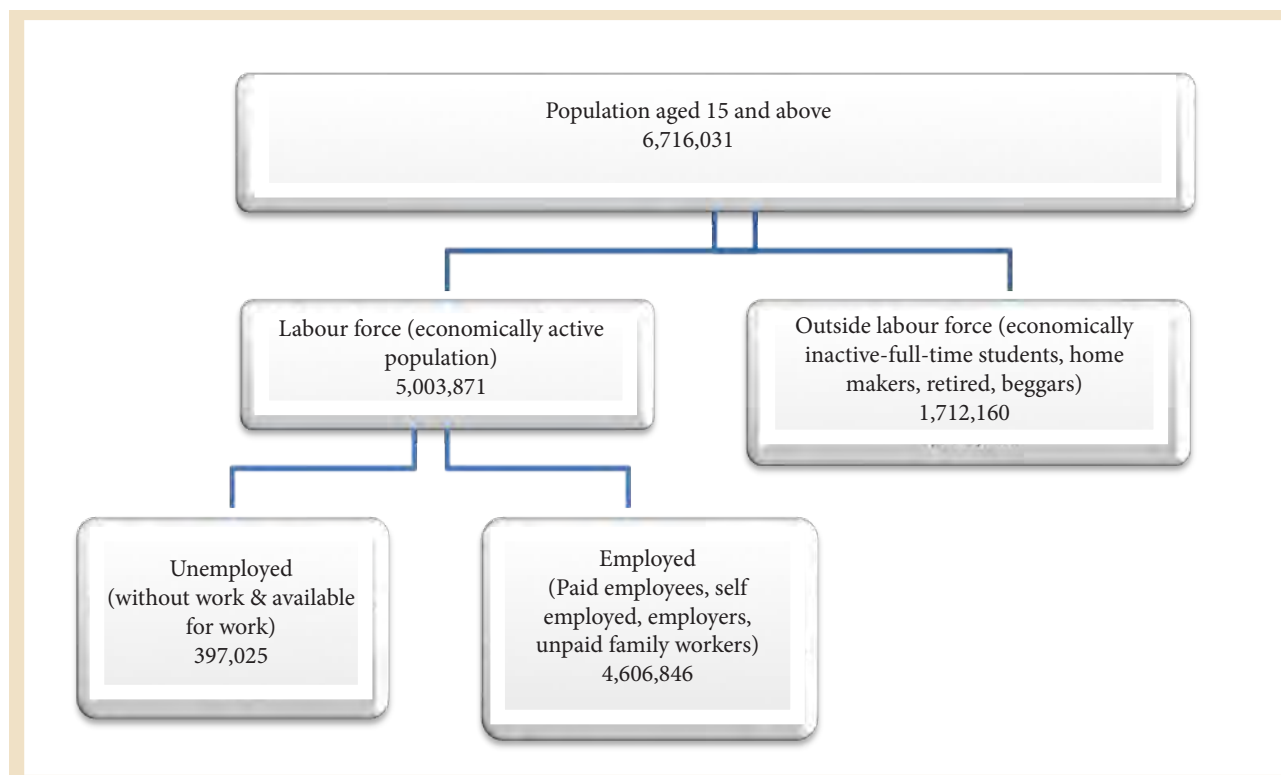 Population aged 15 and above
6,716,031
Labour force (economically active
population)
5,003,871
Outside labour force (economically
inactive-full-time students, home
makers, retired, beggars)
1,712,160
Unemployed
(without work & available
for work)
397,025
Employed
(Paid employees, self
employed, employers,
unpaid family workers)
4,606,846